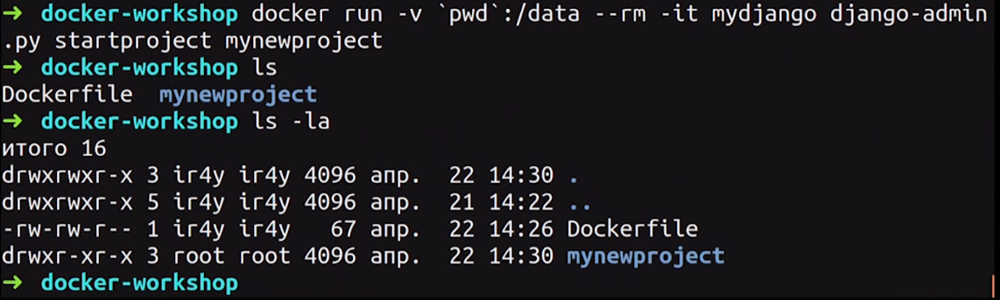 ➜ docker-workshop docker run -v `pwd`:/data --rm -it mydjango django-admin
.py startproject mynewproject
➜ docker-workshop ls
Dockerfile mynewproject
➜ docker-workshop ls -la
итого 16
drwxrwxr-x 3 ir4y ir4y 4096 апр. 22 14:30 .
drwxrwxr-x 5 ir4y ir4y 4096 апр. 21 14:22 ..
-rw-rw-r-- 1 ir4y ir4y 67 апр. 22 14:26 Dockerfile
drwxr-xr-x 3 root root 4096 апр. 22 14:30 mynewproject
➜ docker-workshop